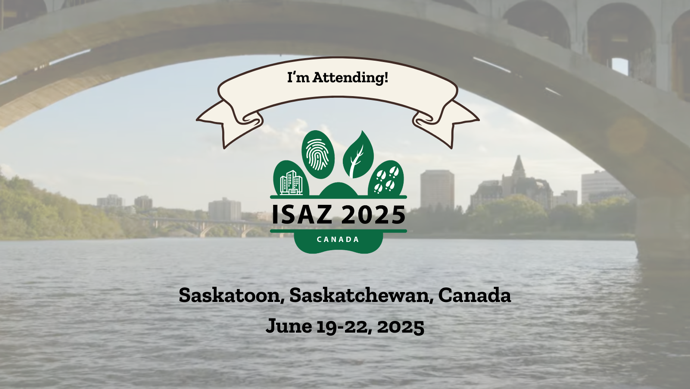 I'm Attending!
ISAZ 2025
CANADA
Saskatoon, Saskatchewan, Canada
June 19-22, 2025